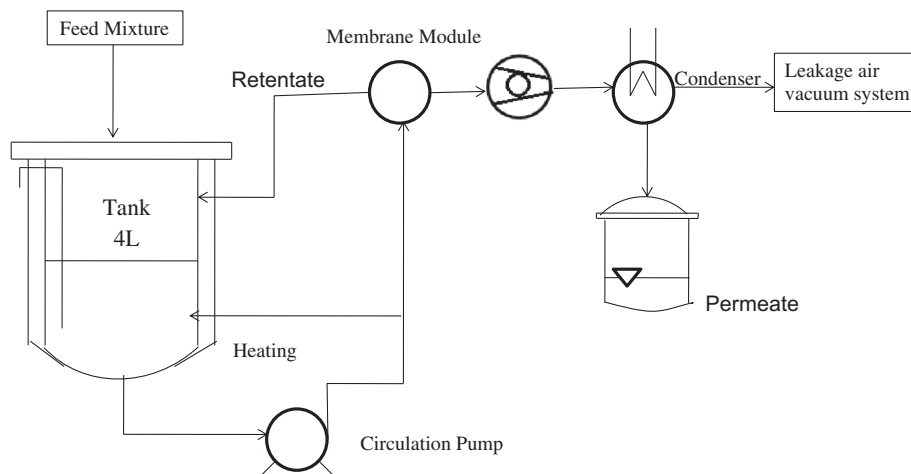 Feed Mixture
Membrane Module
Retentate
Condenser
Leakage air
vacuum system
Tank
4L
Permeate
Heating
Circulation Pump